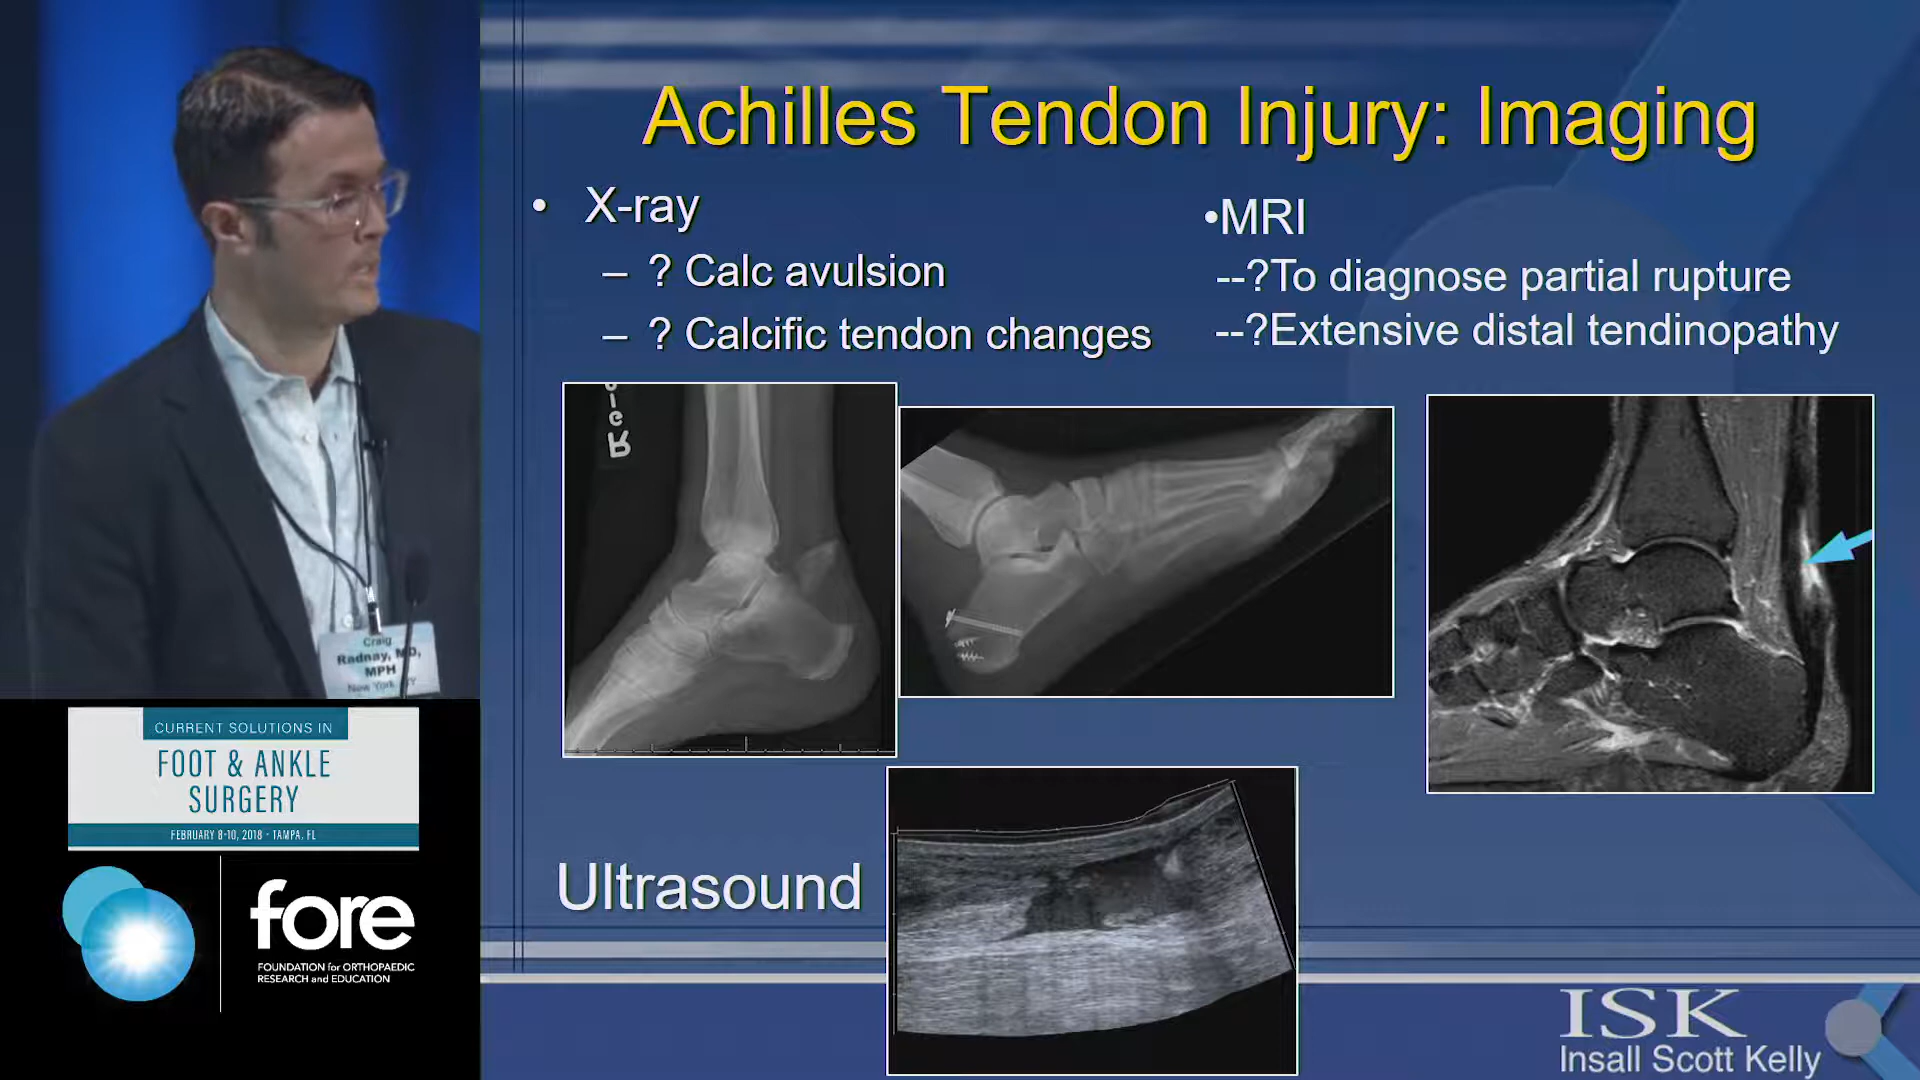 Achilles Tendon Injury: Imaging
• X-ray
– ? Calc avulsion
– ? Calcific tendon changes
•MRI
--?To diagnose partial rupture
--?Extensive distal tendinopathy
Ultrasound
ISK
Insall Scott Kelly
Craig
Radnay, MD,
MPH
New York
CURRENT SOLUTIONS IN
FOOT & ANKLE
SURGERY
FEBRUARY 8-10, 2018 - TAMPA, FL
fore
FOUNDATION for ORTHOPAEDIC
RESEARCH and EDUCATION